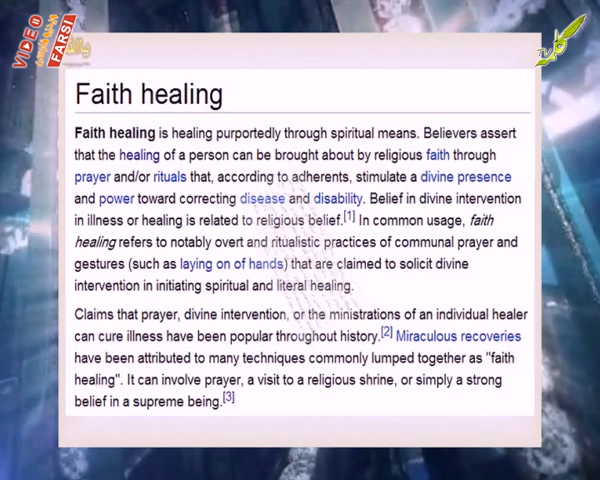 VIDEO
FARSI
Faith healing
Faith healing is healing purportedly through spiritual means. Believers assert
that the healing of a person can be brought about by religious faith through
prayer and/or rituals that, according to adherents, stimulate a divine presence
and power toward correcting disease and disability. Belief in divine intervention
in illness or healing is related to religious belief.[1] In common usage, faith
healing refers to notably overt and ritualistic practices of communal prayer and
gestures (such as laying on of hands) that are claimed to solicit divine
intervention in initiating spiritual and literal healing.
Claims that prayer, divine intervention, or the ministrations of an individual healer
can cure illness have been popular throughout history.[2] Miraculous recoveries
have been attributed to many techniques commonly lumped together as "faith
healing". It can involve prayer, a visit to a religious shrine, or simply a strong
belief in a supreme being.[3]